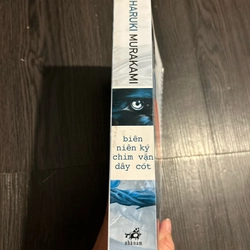 HARUKI MURAKAMI
biên
niên ký
chim vặn
dây cót
nhã nam